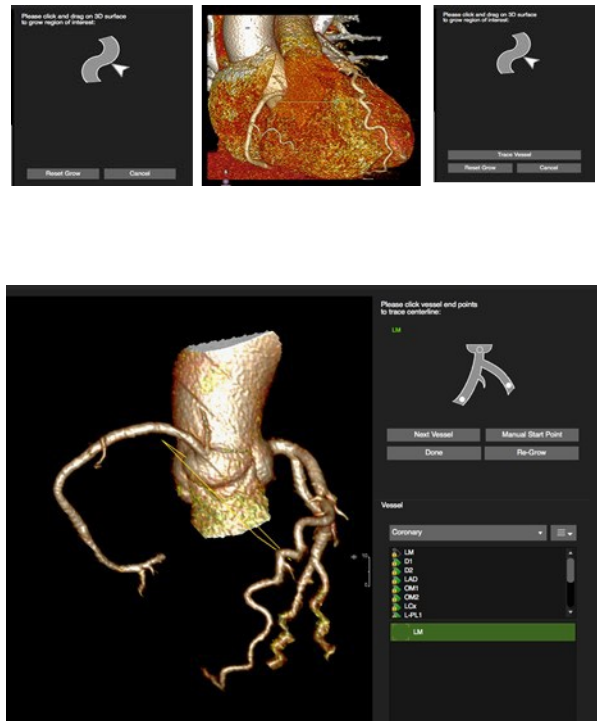 Please click and drag on 3D surface
to grow region of interest:
Reset Grow
Cancel
Please click and drag on 3D surface
to grow region of interest:
Trace Vessel
Reset Grow
Cancel
Please click vessel end points
to trace centerline:
LM
Next Vessel
Manual Start Point
Done
Re-Grow
Vessel
Coronary
LM
D1
D2
LAD
OM1
OM2
LCx
L-PL1
LM